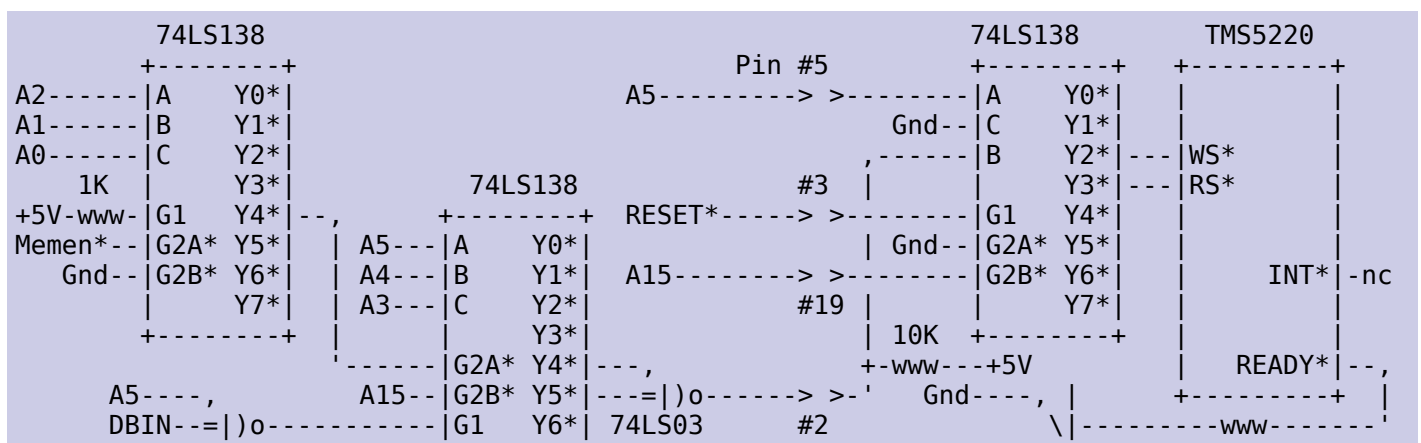 74LS138                                               74LS138        TMS5220
        +--------+                            Pin #5          +--------+   +---------+
A2------|A    Y0*|                     A5---------> >--------|A    Y0*|   |         |
A1------|B    Y1*|                                      Gnd--|C    Y1*|   |         |
A0------|C    Y2*|                                    ,------|B    Y2*|---|WS*      |
    1K  |     Y3*|           74LS138              #3  |      |     Y3*|---|RS*      |
+5V-www-|G1   Y4*|--,      +--------+  RESET*-----> >--------|G1   Y4*|   |         |
Memen*--|G2A* Y5*|  | A5---|A    Y0*|                 | Gnd--|G2A* Y5*|   |         |
   Gnd--|G2B* Y6*|  | A4---|B    Y1*|  A15--------> >--------|G2B* Y6*|   |     INT*|-nc
        |     Y7*|  | A3---|C    Y2*|             #19 |      |     Y7*|   |         |
        +--------+  |      |     Y3*|                 | 10K  +--------+   |         |
                    '------|G2A* Y4*|---,             +-www---+5V         |   READY*|--,
      A5----,         A15--|G2B* Y5*|---=|)o------> >-'   Gnd----, |      +---------+  |
      DBIN--=|)o-----------|G1   Y6*| 74LS03      #2              \|---------www-------'